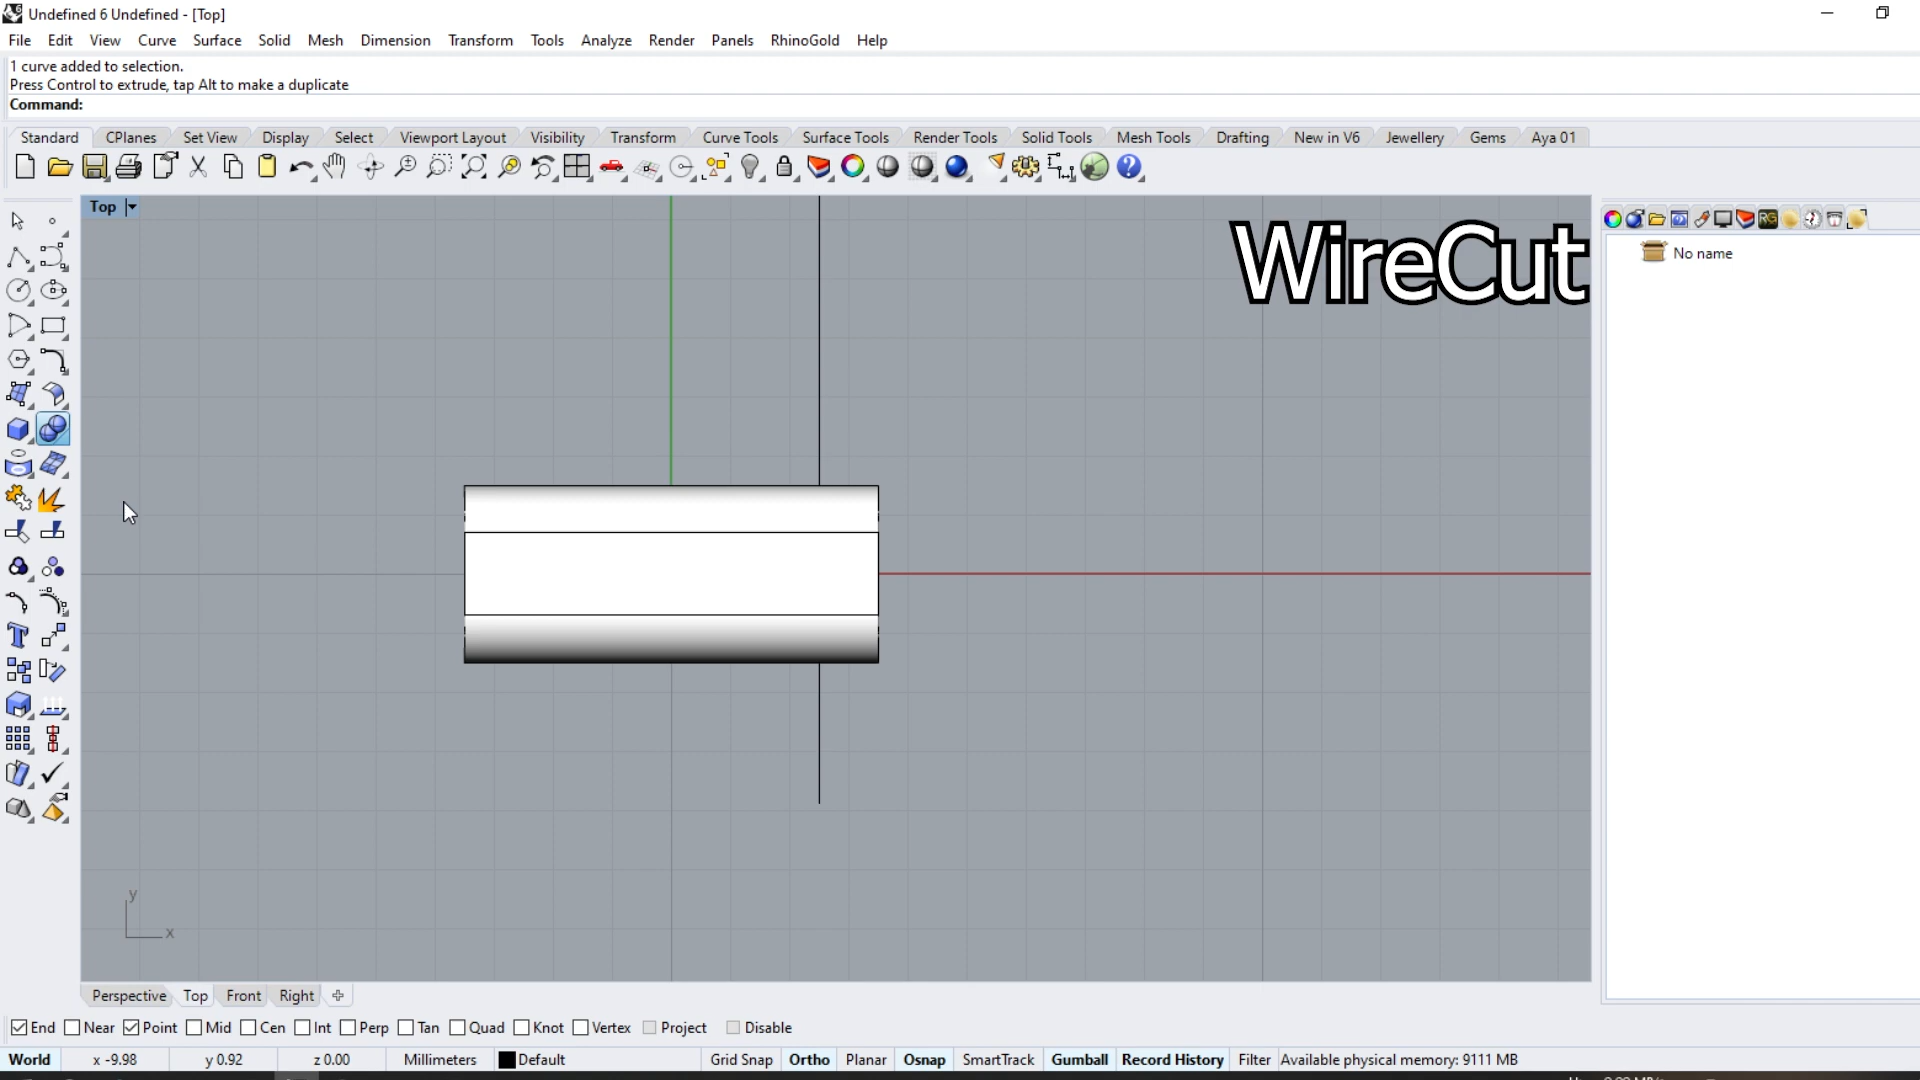 Undefined 6 Undefined - [Top]
File Edit View Curve Surface Solid Mesh Dimension Transform Tools Analyze Render Panels RhinoGold Help
1 curve added to selection.
Press Control to extrude, tap Alt to make a duplicate
Command:
Standard CPlanes Set View Display Select Viewport Layout Visibility Transform Curve Tools Surface Tools Render Tools Solid Tools Mesh Tools Drafting New in V6 Jewellery Gems Aya 01
Top
WireCut
No name
y
x
Perspective Top Front Right
End Near Point Mid Cen Int Perp Tan Quad Knot Vertex Project Disable
World x -9.98 y 0.92 z 0.00 Millimeters Default Grid Snap Ortho Planar Osnap SmartTrack Gumball Record History Filter Available physical memory: 9111 MB